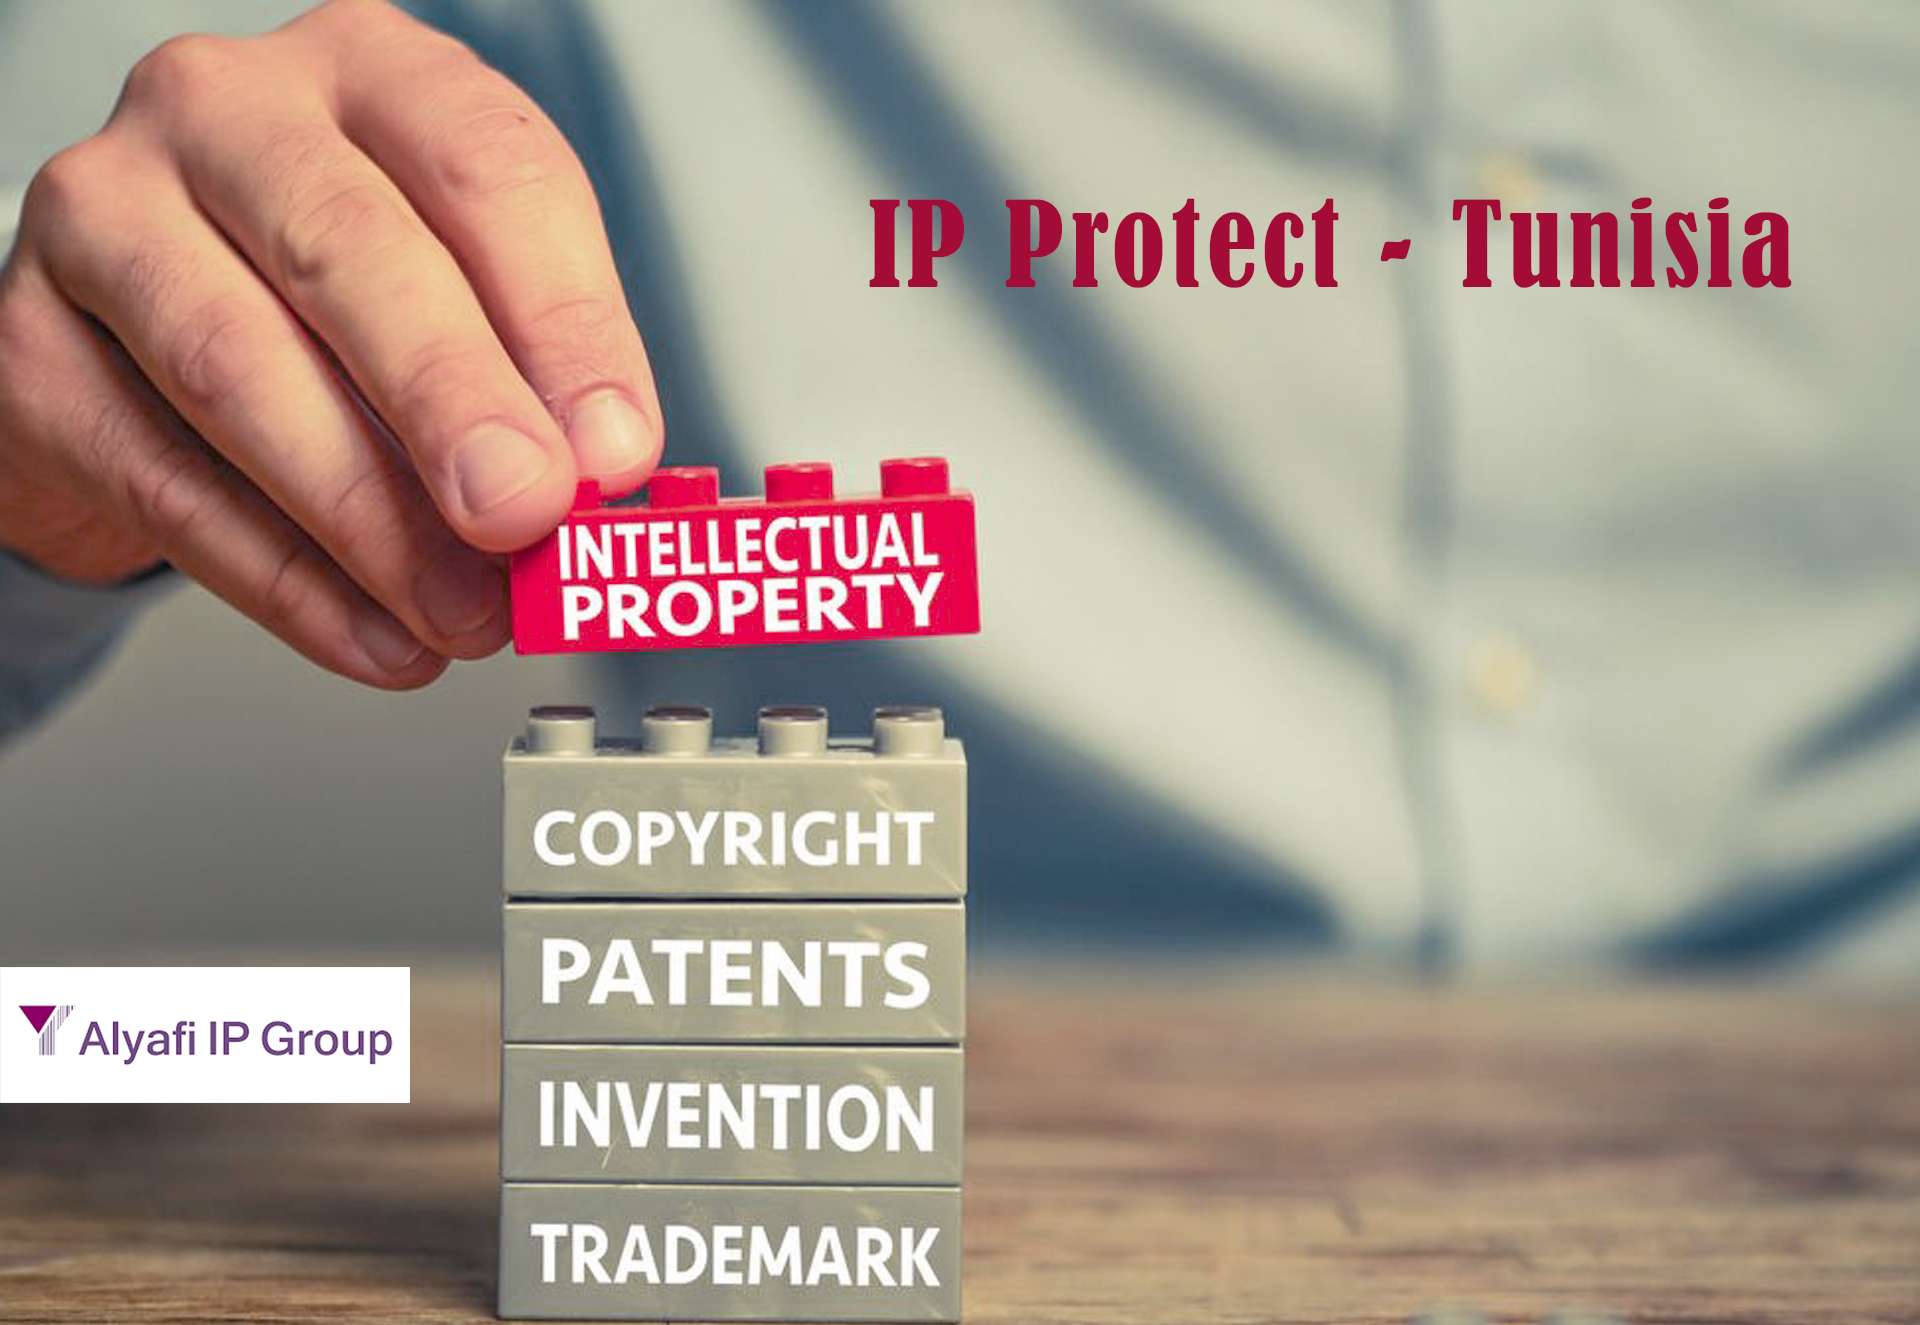 IP Protect - Tunisia
INTELLECTUAL
PROPERTY
COPYRIGHT
PATENTS
INVENTION
TRADEMARK
Alyafi IP Group